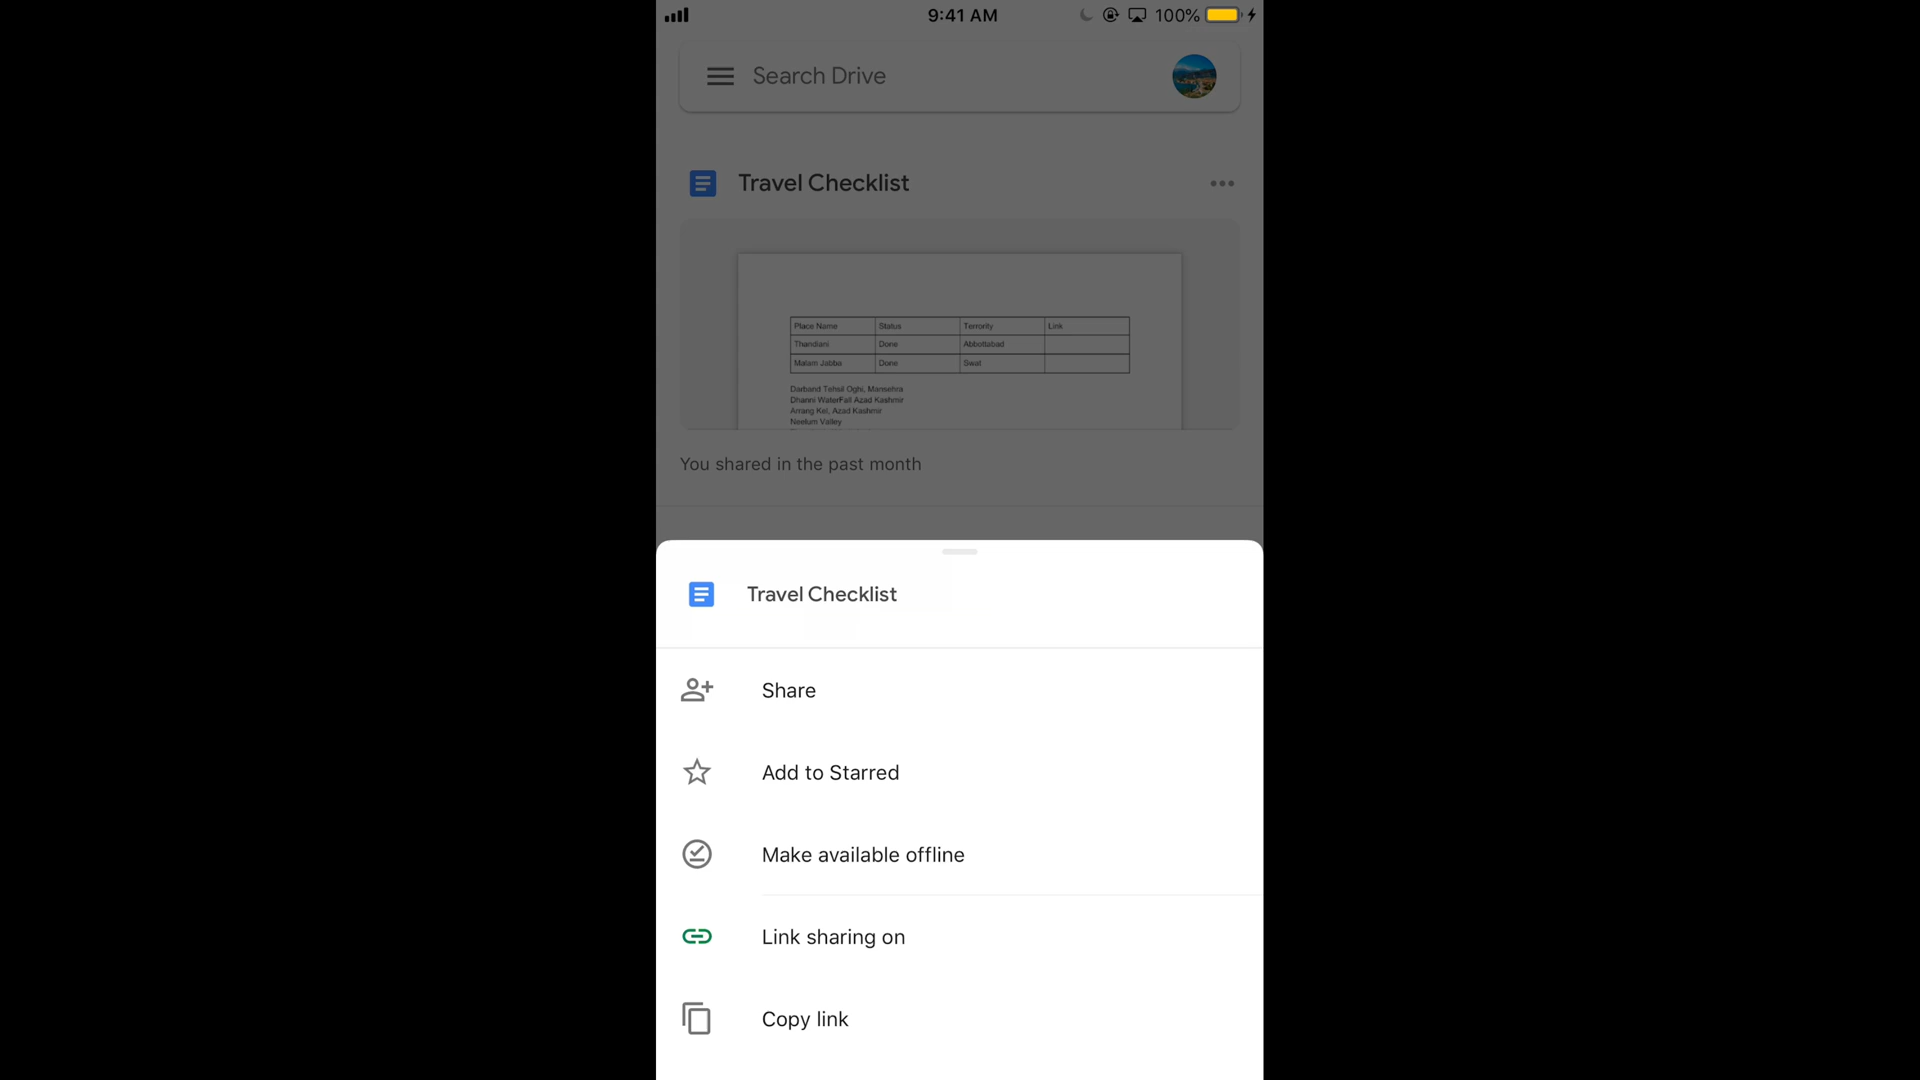 9:41 AM 100%
Search Drive
Travel Checklist
Place Name Status Terrority Link
Thandiani Done Abbottabad
Malam Jabba Done Swat
Darband Tehsil Oghi, Mansehra
Dhanni WaterFall Azad Kashmir
Arrang Kel, Azad Kashmir
Neelum Valley
You shared in the past month
Travel Checklist
Share
Add to Starred
Make available offline
Link sharing on
Copy link